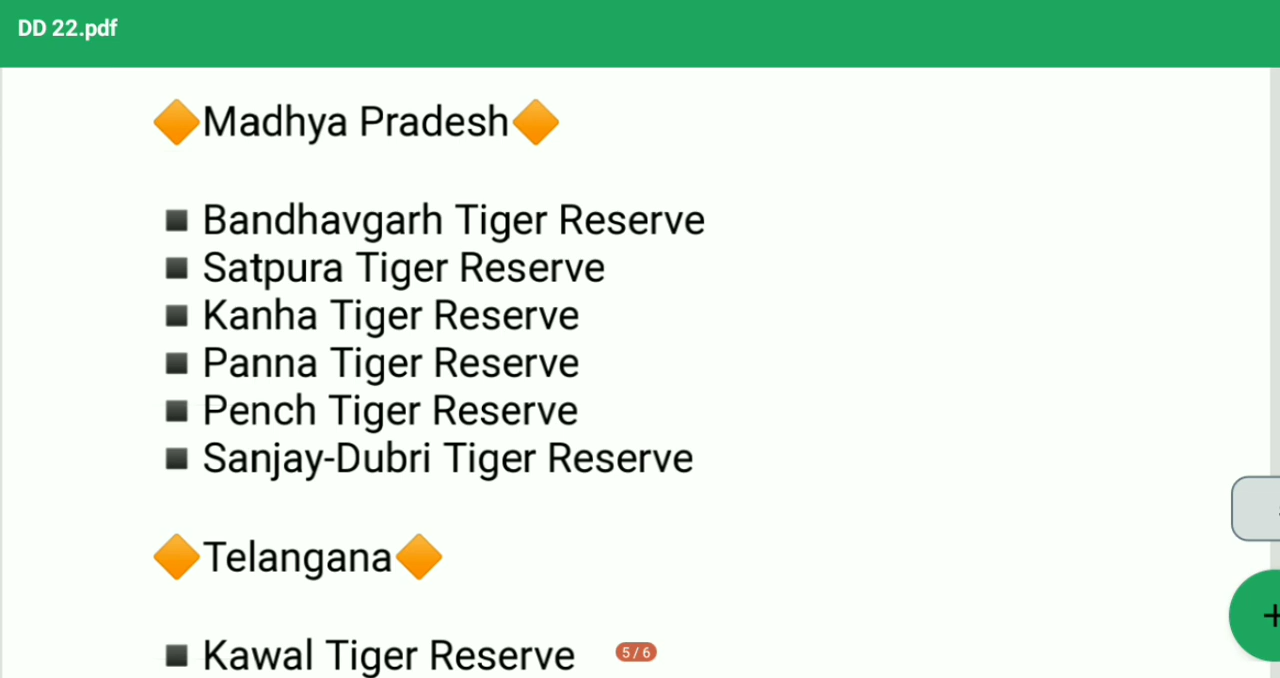 DD 22.pdf
🔶Madhya Pradesh🔶
▪️Bandhavgarh Tiger Reserve
▪️Satpura Tiger Reserve
▪️Kanha Tiger Reserve
▪️Panna Tiger Reserve
▪️Pench Tiger Reserve
▪️Sanjay-Dubri Tiger Reserve
🔶Telangana🔶
▪️Kawal Tiger Reserve
5 / 6
+